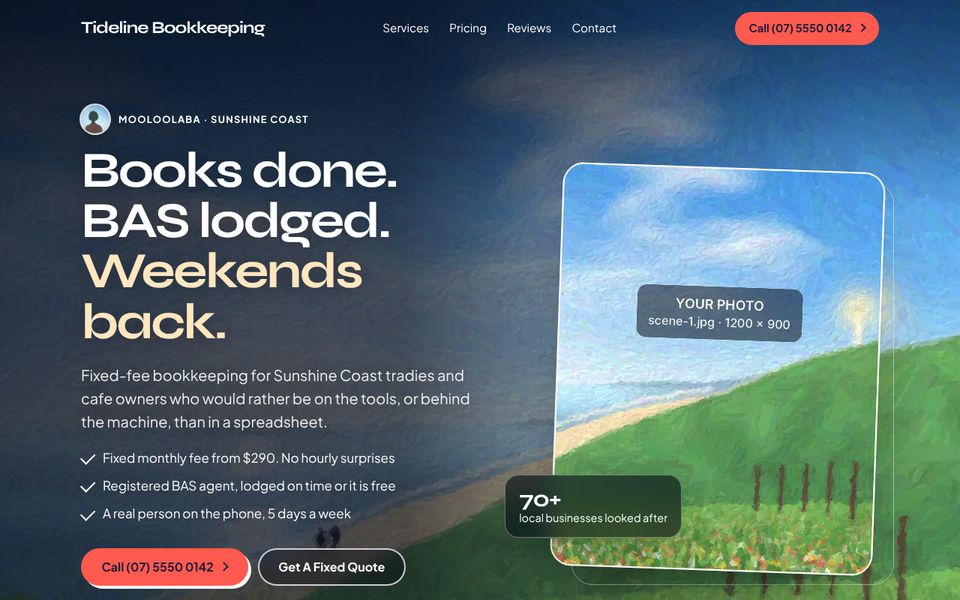 Tideline Bookkeeping
Services
Pricing
Reviews
Contact
Call (07) 5550 0142
MOOLOOLABA · SUNSHINE COAST
Books done.
BAS lodged.
Weekends
back.
Fixed-fee bookkeeping for Sunshine Coast tradies and
cafe owners who would rather be on the tools, or behind
the machine, than in a spreadsheet.
Fixed monthly fee from $290. No hourly surprises
Registered BAS agent, lodged on time or it is free
A real person on the phone, 5 days a week
Call (07) 5550 0142
Get A Fixed Quote
YOUR PHOTO
scene-1.jpg · 1200 × 900
70+
local businesses looked after